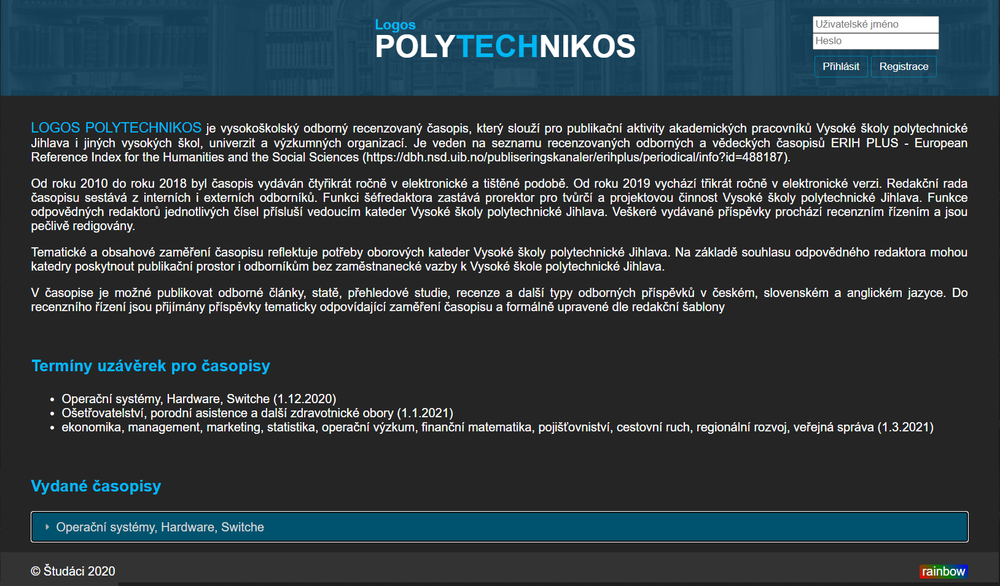 Logos
POLYTECHNIKOS
Uživatelské jméno
Heslo
Přihlásit Registrace
LOGOS POLYTECHNIKOS je vysokoškolský odborný recenzovaný časopis, který slouží pro publikační aktivity akademických pracovníků Vysoké školy polytechnické
Jihlava i jiných vysokých škol, univerzit a výzkumných organizací. Je veden na seznamu recenzovaných odborných a vědeckých časopisů ERIH PLUS - European
Reference Index for the Humanities and the Social Sciences (https://dbh.nsd.uib.no/publiseringskanaler/erihplus/periodical/info?id=488187).
Od roku 2010 do roku 2018 byl časopis vydáván čtyřikrát ročně v elektronické a tištěné podobě. Od roku 2019 vychází třikrát ročně v elektronické verzi. Redakční rada
časopisu sestává z interních i externích odborníků. Funkci šéfredaktora zastává prorektor pro tvůrčí a projektovou činnost Vysoké školy polytechnické Jihlava. Funkce
odpovědných redaktorů jednotlivých čísel přísluší vedoucím kateder Vysoké školy polytechnické Jihlava. Veškeré vydávané příspěvky prochází recenzním řízením a jsou
pečlivě redigovány.
Tematické a obsahové zaměření časopisu reflektuje potřeby oborových kateder Vysoké školy polytechnické Jihlava. Na základě souhlasu odpovědného redaktora mohou
katedry poskytnout publikační prostor i odborníkům bez zaměstnanecké vazby k Vysoké škole polytechnické Jihlava.
V časopise je možné publikovat odborné články, statě, přehledové studie, recenze a další typy odborných příspěvků v českém, slovenském a anglickém jazyce. Do
recenzního řízení jsou přijímány příspěvky tematicky odpovídající zaměření časopisu a formálně upravené dle redakční šablony
Termíny uzávěrek pro časopisy
• Operační systémy, Hardware, Switche (1.12.2020)
• Ošetřovatelství, porodní asistence a další zdravotnické obory (1.1.2021)
• ekonomika, management, marketing, statistika, operační výzkum, finanční matematika, pojišťovniství, cestovní ruch, regionální rozvoj, veřejná správa (1.3.2021)
Vydané časopisy
Operační systémy, Hardware, Switche
© Študáci 2020
rainbow